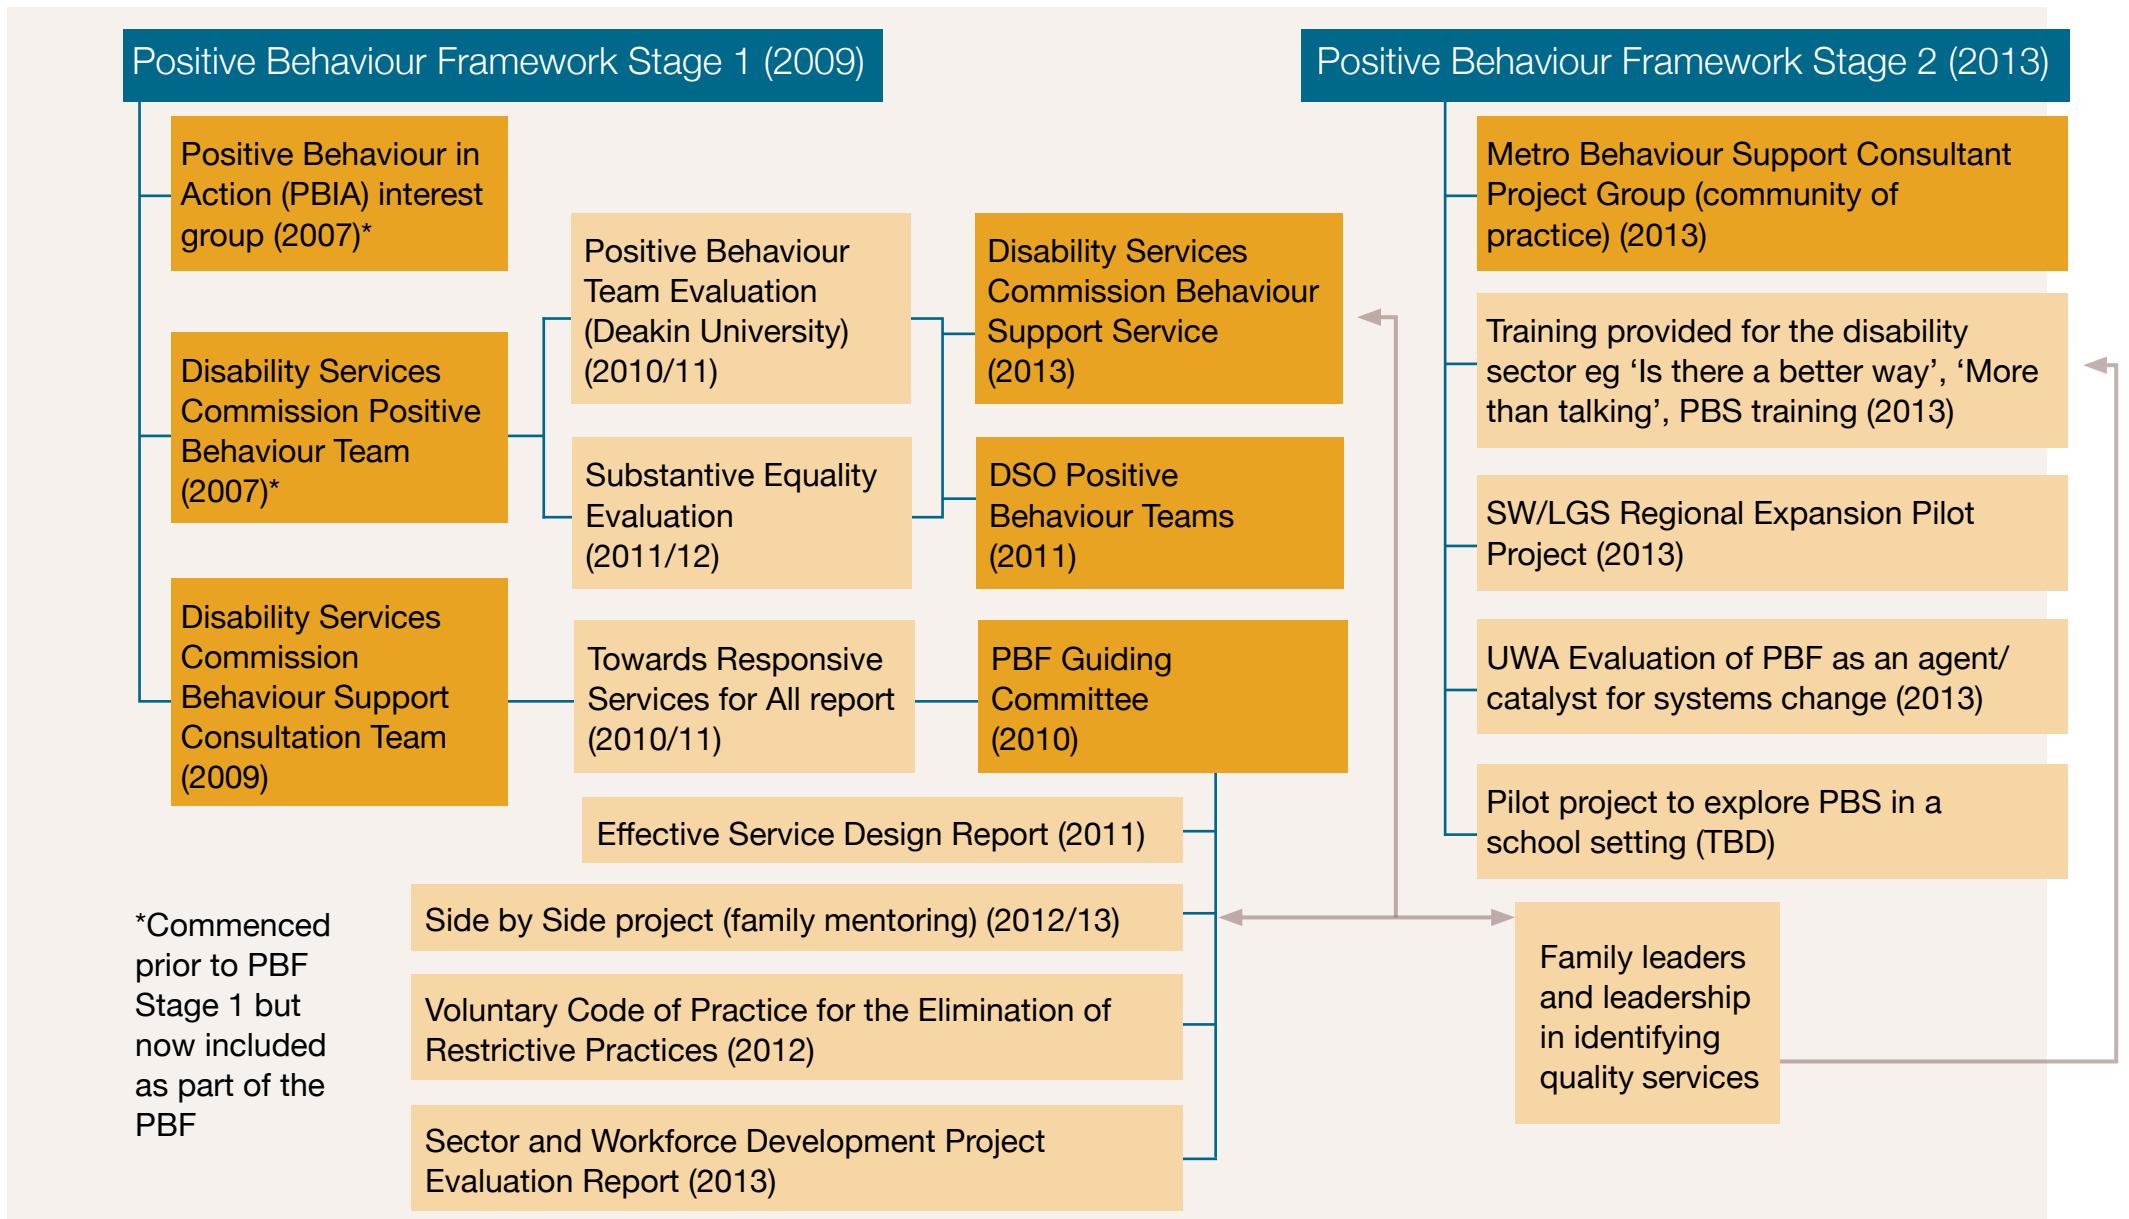 Positive Behaviour Framework Stage 1 (2009)
Positive Behaviour in
Action (PBIA) interest
group (2007)*
Disability Services
Commission Positive
Behaviour Team
(2007)*
Disability Services
Commission
Behaviour Support
Consultation Team
(2009)
Positive Behaviour
Team Evaluation
(Deakin University)
(2010/11)
Substantive Equality
Evaluation
(2011/12)
Towards Responsive
Services for All report
(2010/11)
Disability Services
Commission Behaviour
Support Service
(2013)
DSO Positive
Behaviour Teams
(2011)
PBF Guiding
Committee
(2010)
Effective Service Design Report (2011)
Side by Side project (family mentoring) (2012/13)
Voluntary Code of Practice for the Elimination of
Restrictive Practices (2012)
Sector and Workforce Development Project
Evaluation Report (2013)
*Commenced
prior to PBF
Stage 1 but
now included
as part of the
PBF
Positive Behaviour Framework Stage 2 (2013)
Metro Behaviour Support Consultant
Project Group (community of
practice) (2013)
Training provided for the disability
sector eg ‘Is there a better way’, ‘More
than talking’, PBS training (2013)
SW/LGS Regional Expansion Pilot
Project (2013)
UWA Evaluation of PBF as an agent/
catalyst for systems change (2013)
Pilot project to explore PBS in a
school setting (TBD)
Family leaders
and leadership
in identifying
quality services